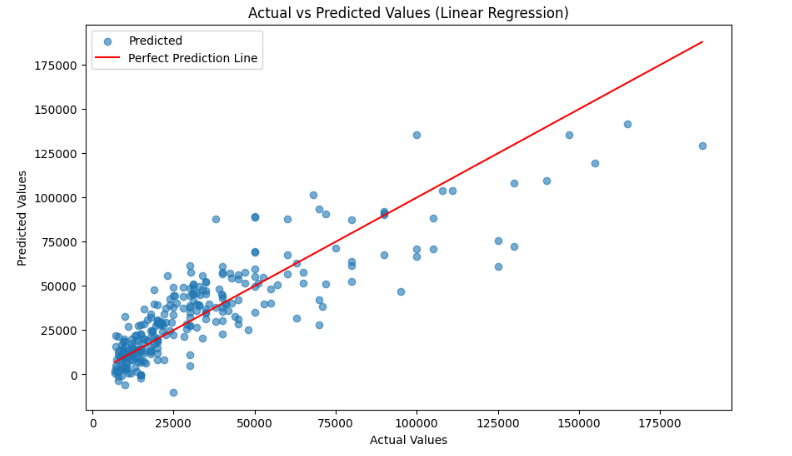 Actual vs Predicted Values (Linear Regression)
Predicted
Perfect Prediction Line
175000
150000
125000
100000
75000
50000
25000
0
Predicted Values
0 25000 50000 75000 100000 125000 150000 175000
Actual Values